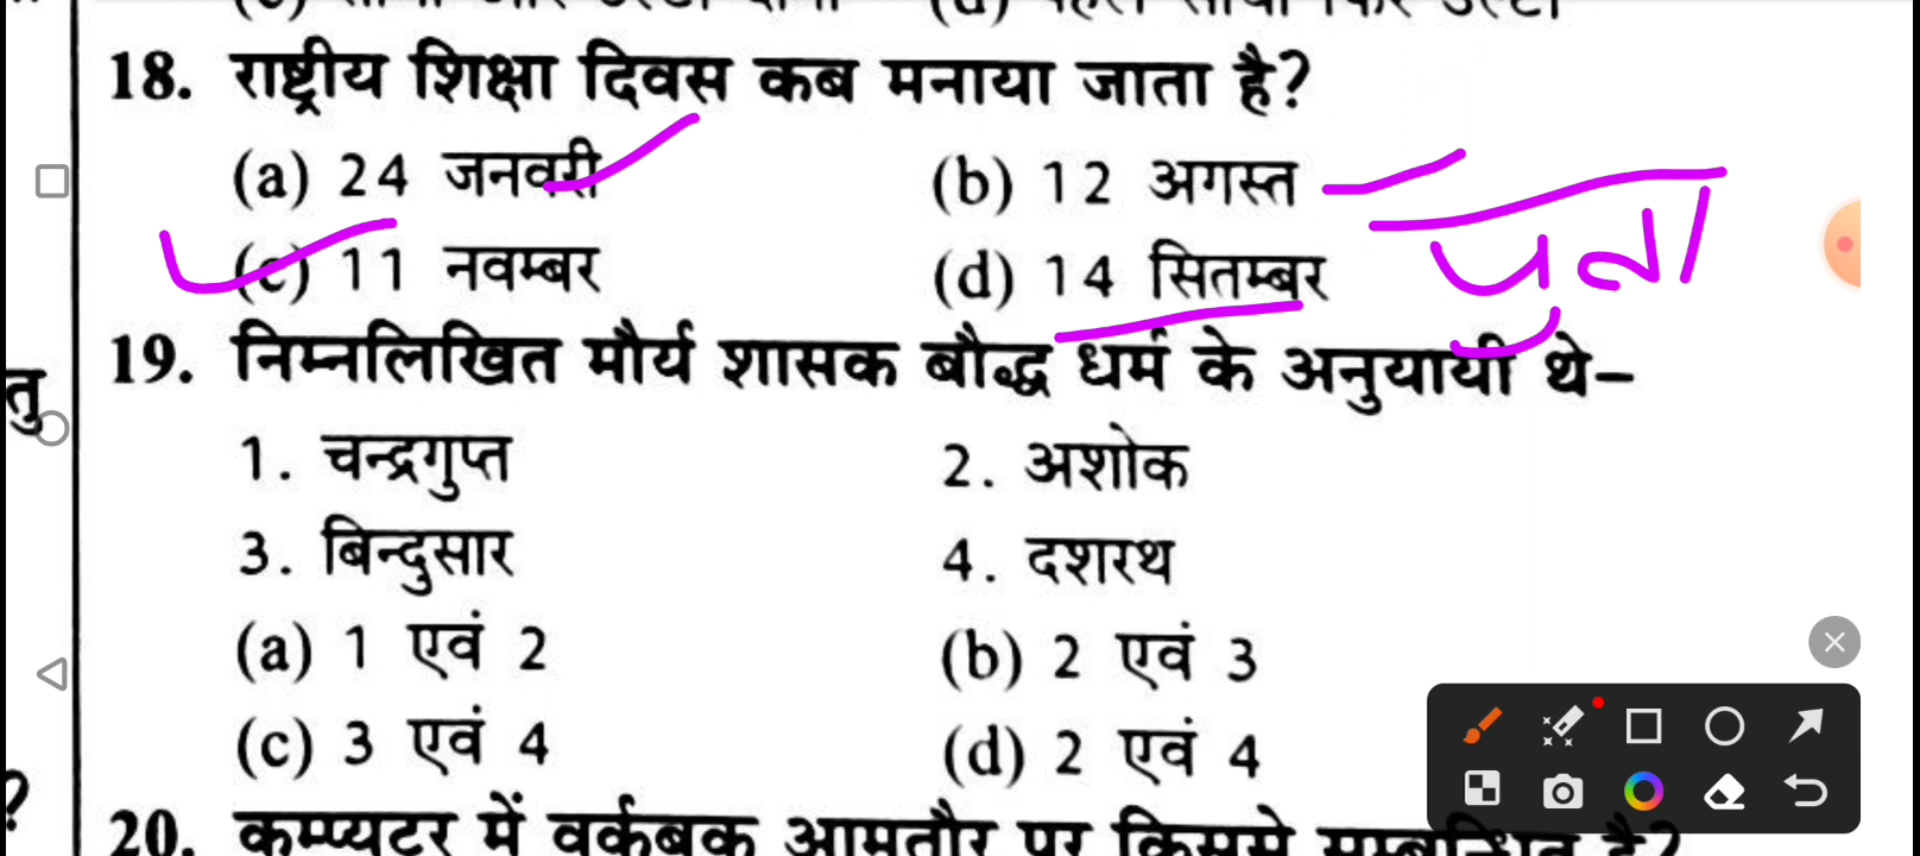 18. राष्ट्रीय शिक्षा दिवस कब मनाया जाता है?
(a) 24 जनवरी (b) 12 अगस्त
(c) 11 नवम्बर (d) 14 सितम्बर
19. निम्नलिखित मौर्य शासक बौद्ध धर्म के अनुयायी थे–
तु
1. चन्द्रगुप्त 2. अशोक
3. बिन्दुसार 4. दशरथ
(a) 1 एवं 2 (b) 2 एवं 3
(c) 3 एवं 4 (d) 2 एवं 4
?
20. कम्प्यूटर में वर्कबुक आमतौर पर किससे सम्बन्धित है?